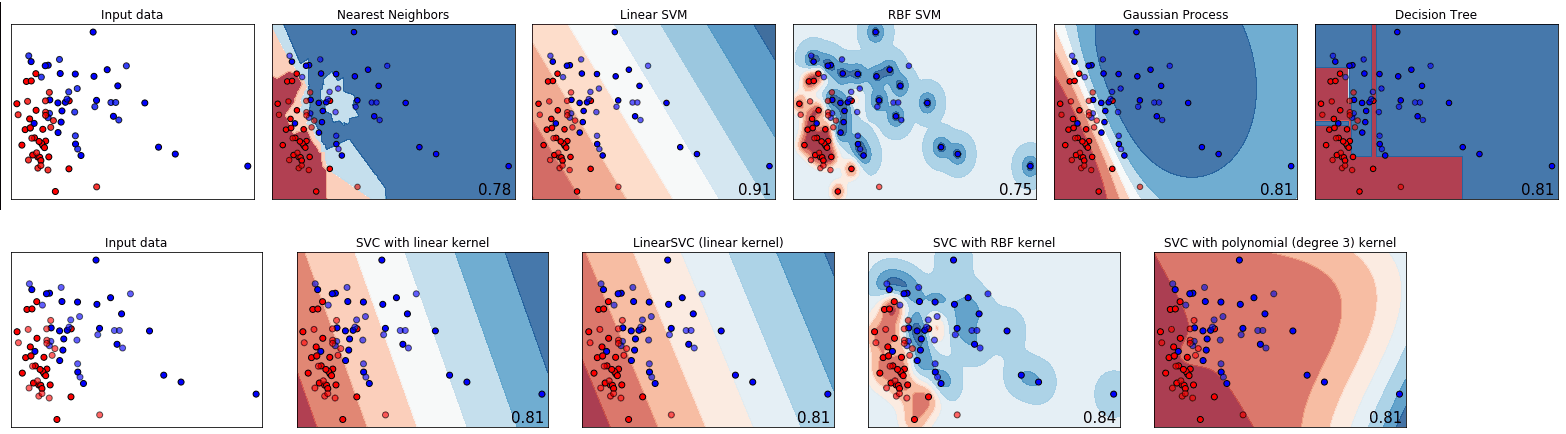 Input data
Nearest Neighbors
Linear SVM
RBF SVM
Gaussian Process
Decision Tree
0.78
0.91
0.75
0.81
0.81
Input data
SVC with linear kernel
LinearSVC (linear kernel)
SVC with RBF kernel
SVC with polynomial (degree 3) kernel
0.81
0.81
0.84
0.81